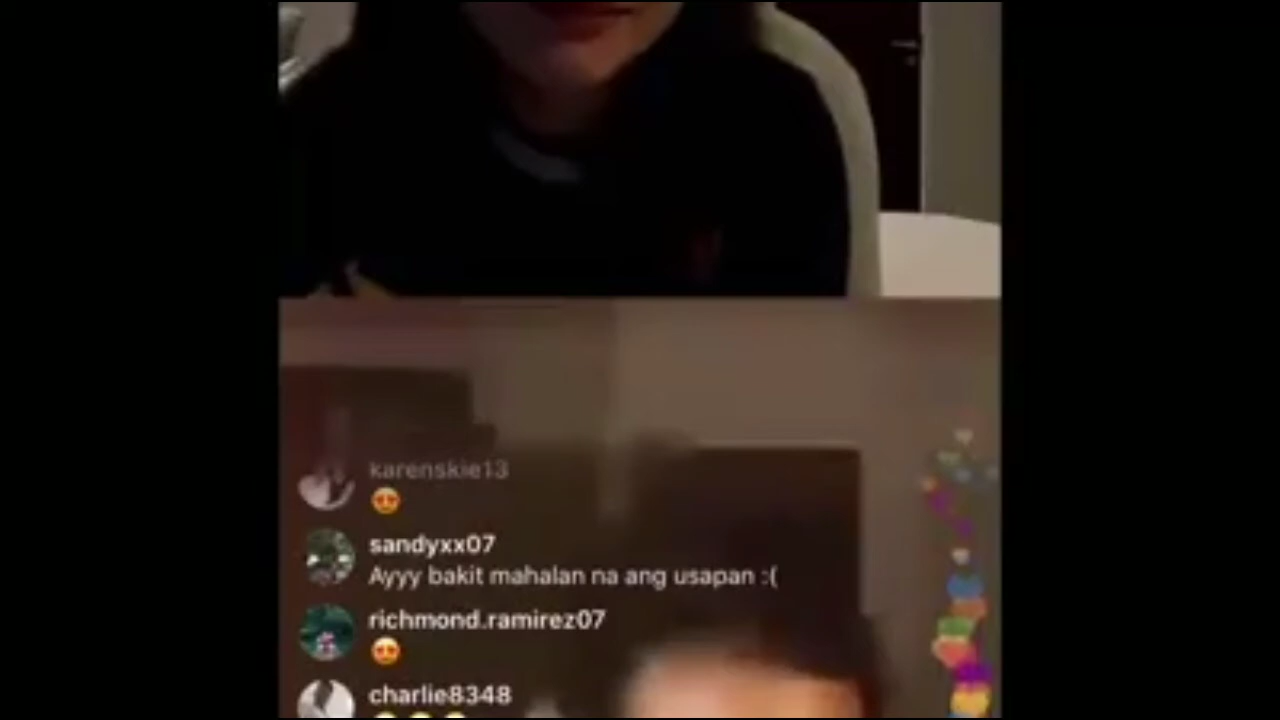 karenskie13
😍
sandyxx07
Ayyy bakit mahalan na ang usapan :(
richmond.ramirez07
😍
charlie8348